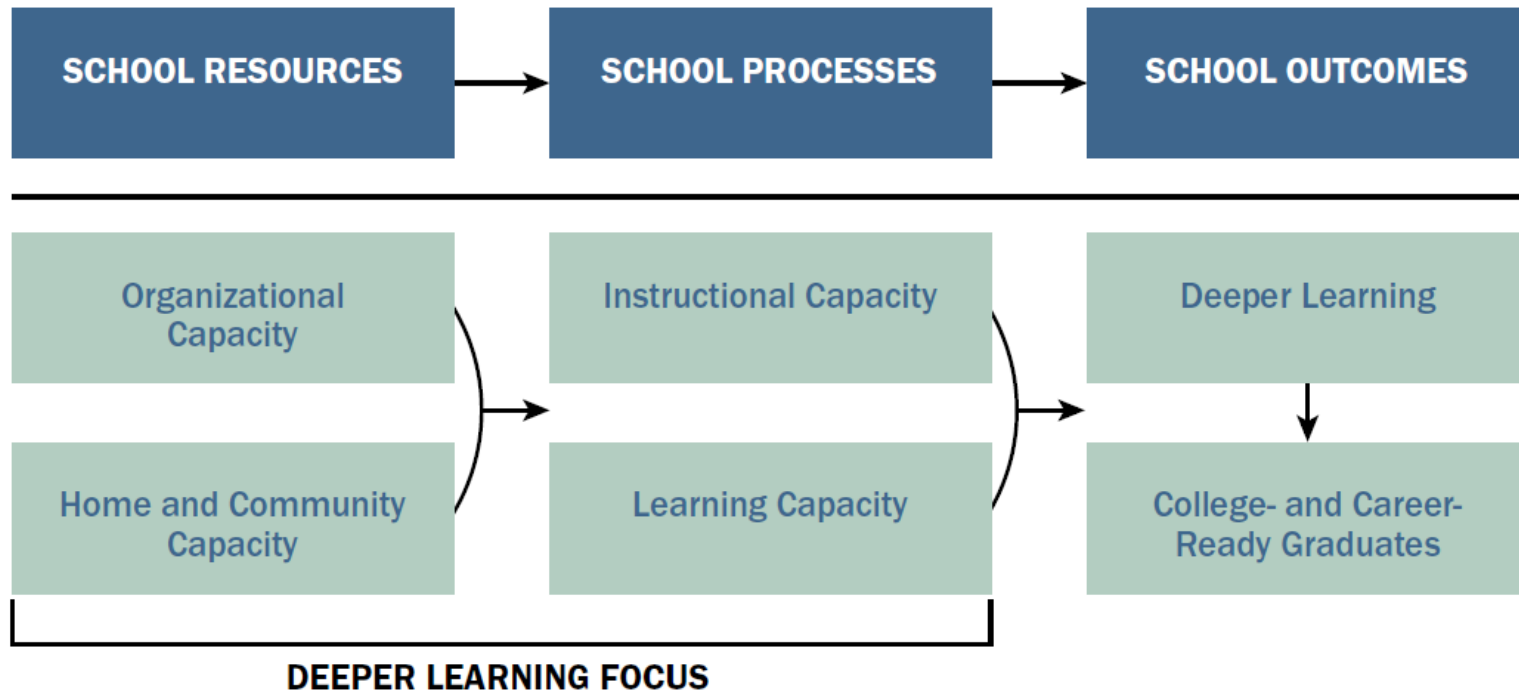 SCHOOL RESOURCES
SCHOOL PROCESSES
SCHOOL OUTCOMES
Organizational
Capacity
Instructional Capacity
Deeper Learning
Home and Community
Capacity
Learning Capacity
College- and Career-
Ready Graduates
DEEPER LEARNING FOCUS